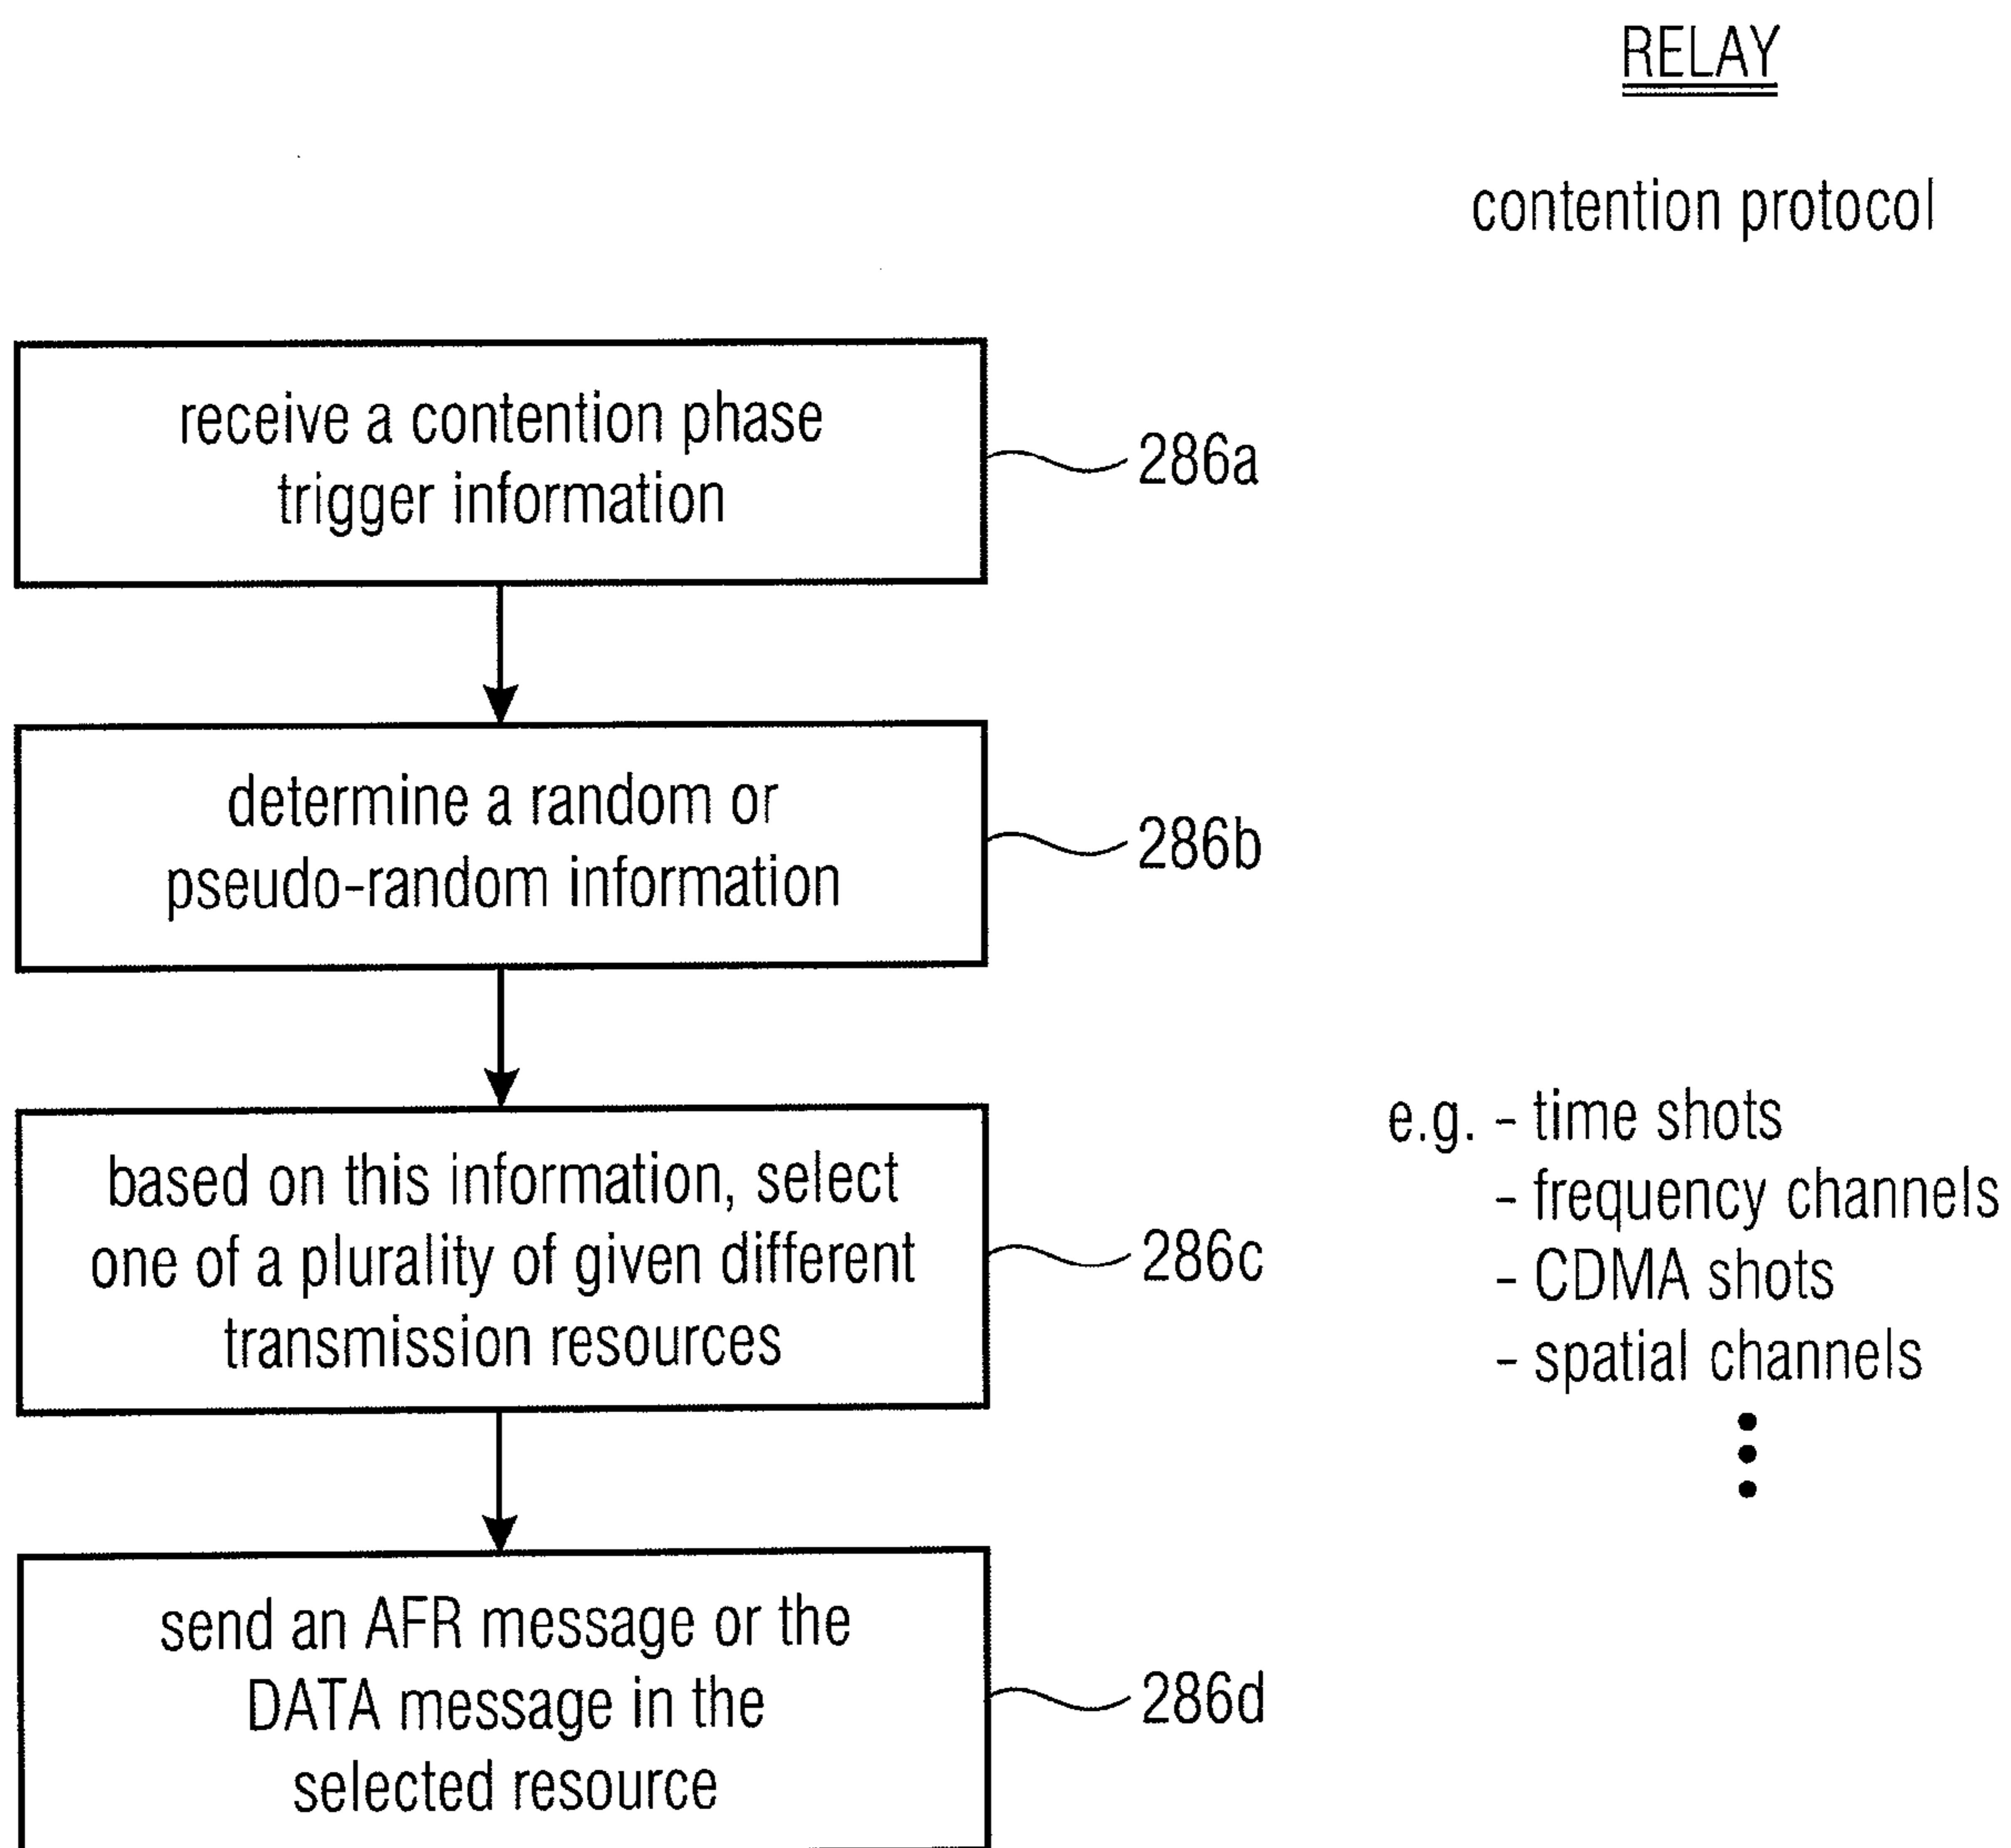 RELAY
contention protocol
receive a contention phase
trigger information
286a
determine a random or
pseudo-random information
286b
based on this information, select
one of a plurality of given different
transmission resources
286c
e.g. - time shots
- frequency channels
- CDMA shots
- spatial channels
send an AFR message or the
DATA message in the
selected resource
286d